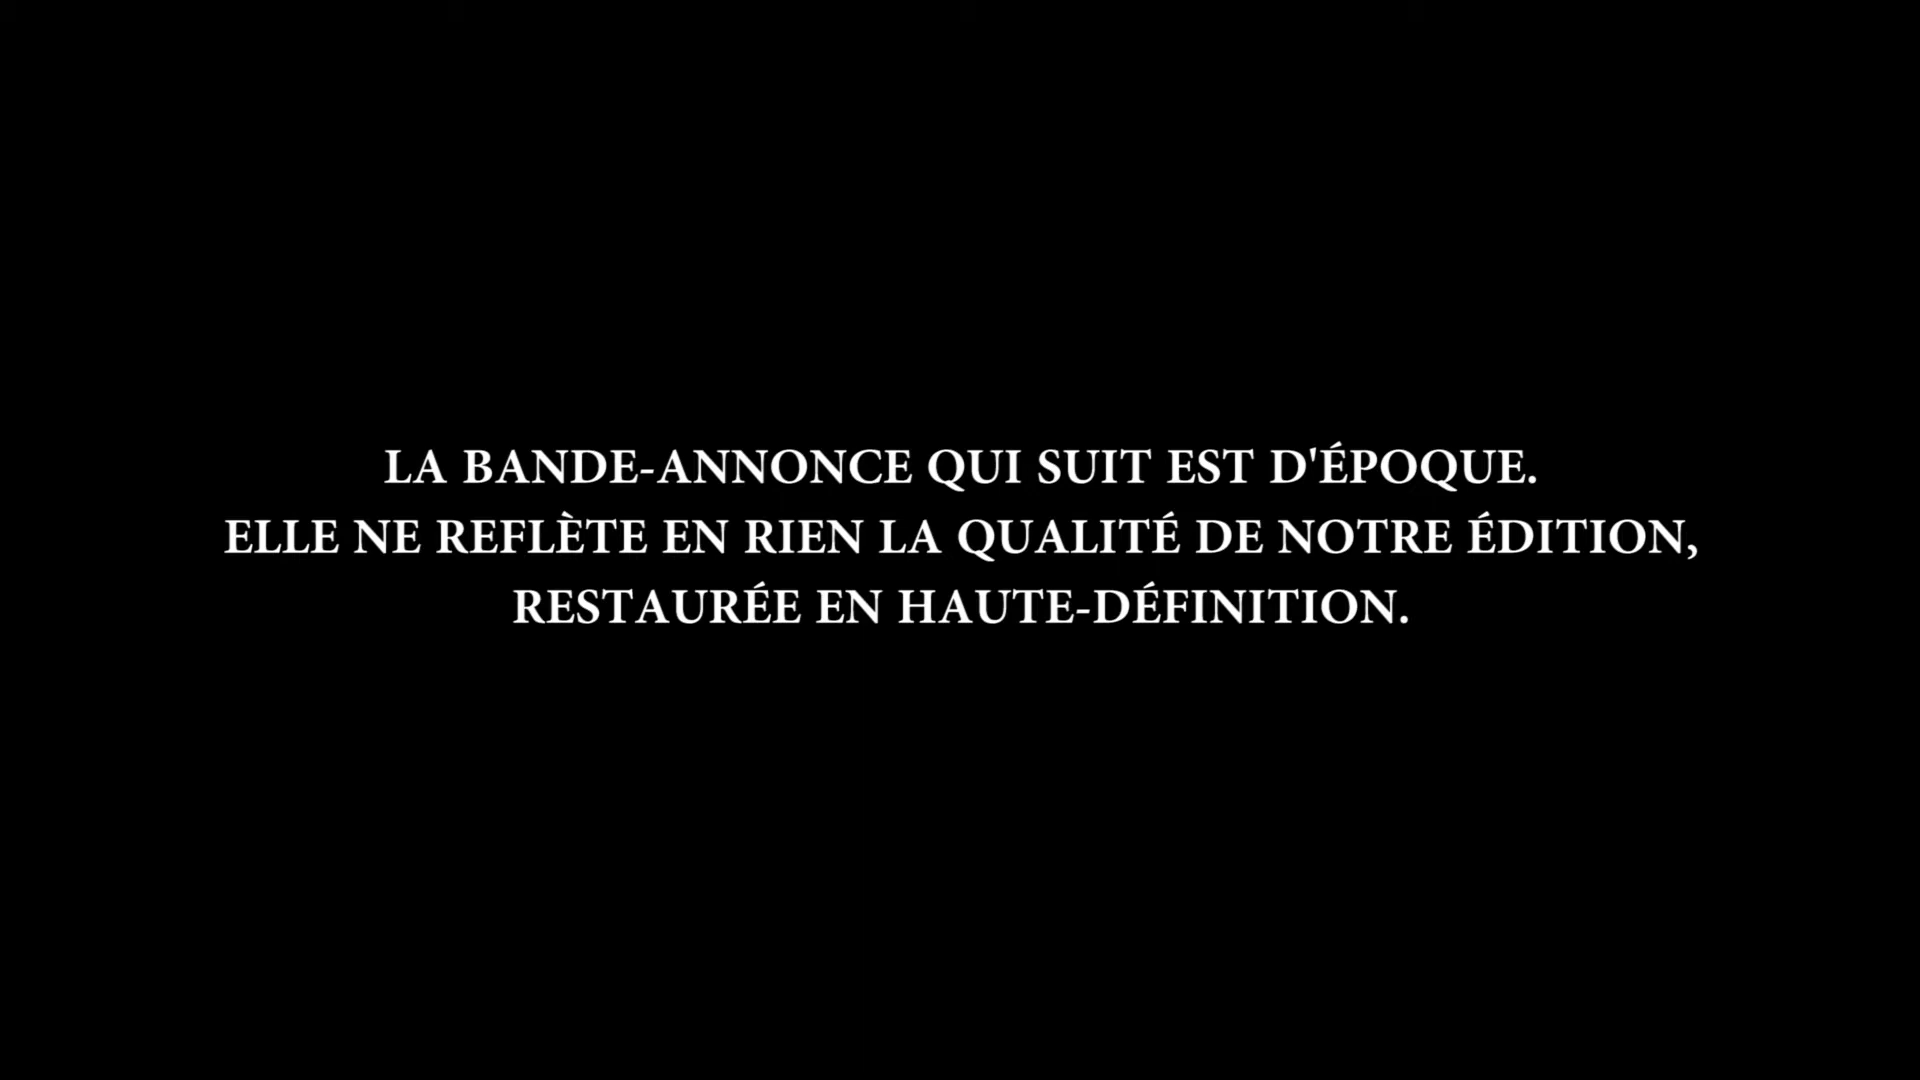 LA BANDE-ANNONCE QUI SUIT EST D'ÉPOQUE.
ELLE NE REFLÈTE EN RIEN LA QUALITÉ DE NOTRE ÉDITION,
RESTAURÉE EN HAUTE-DÉFINITION.